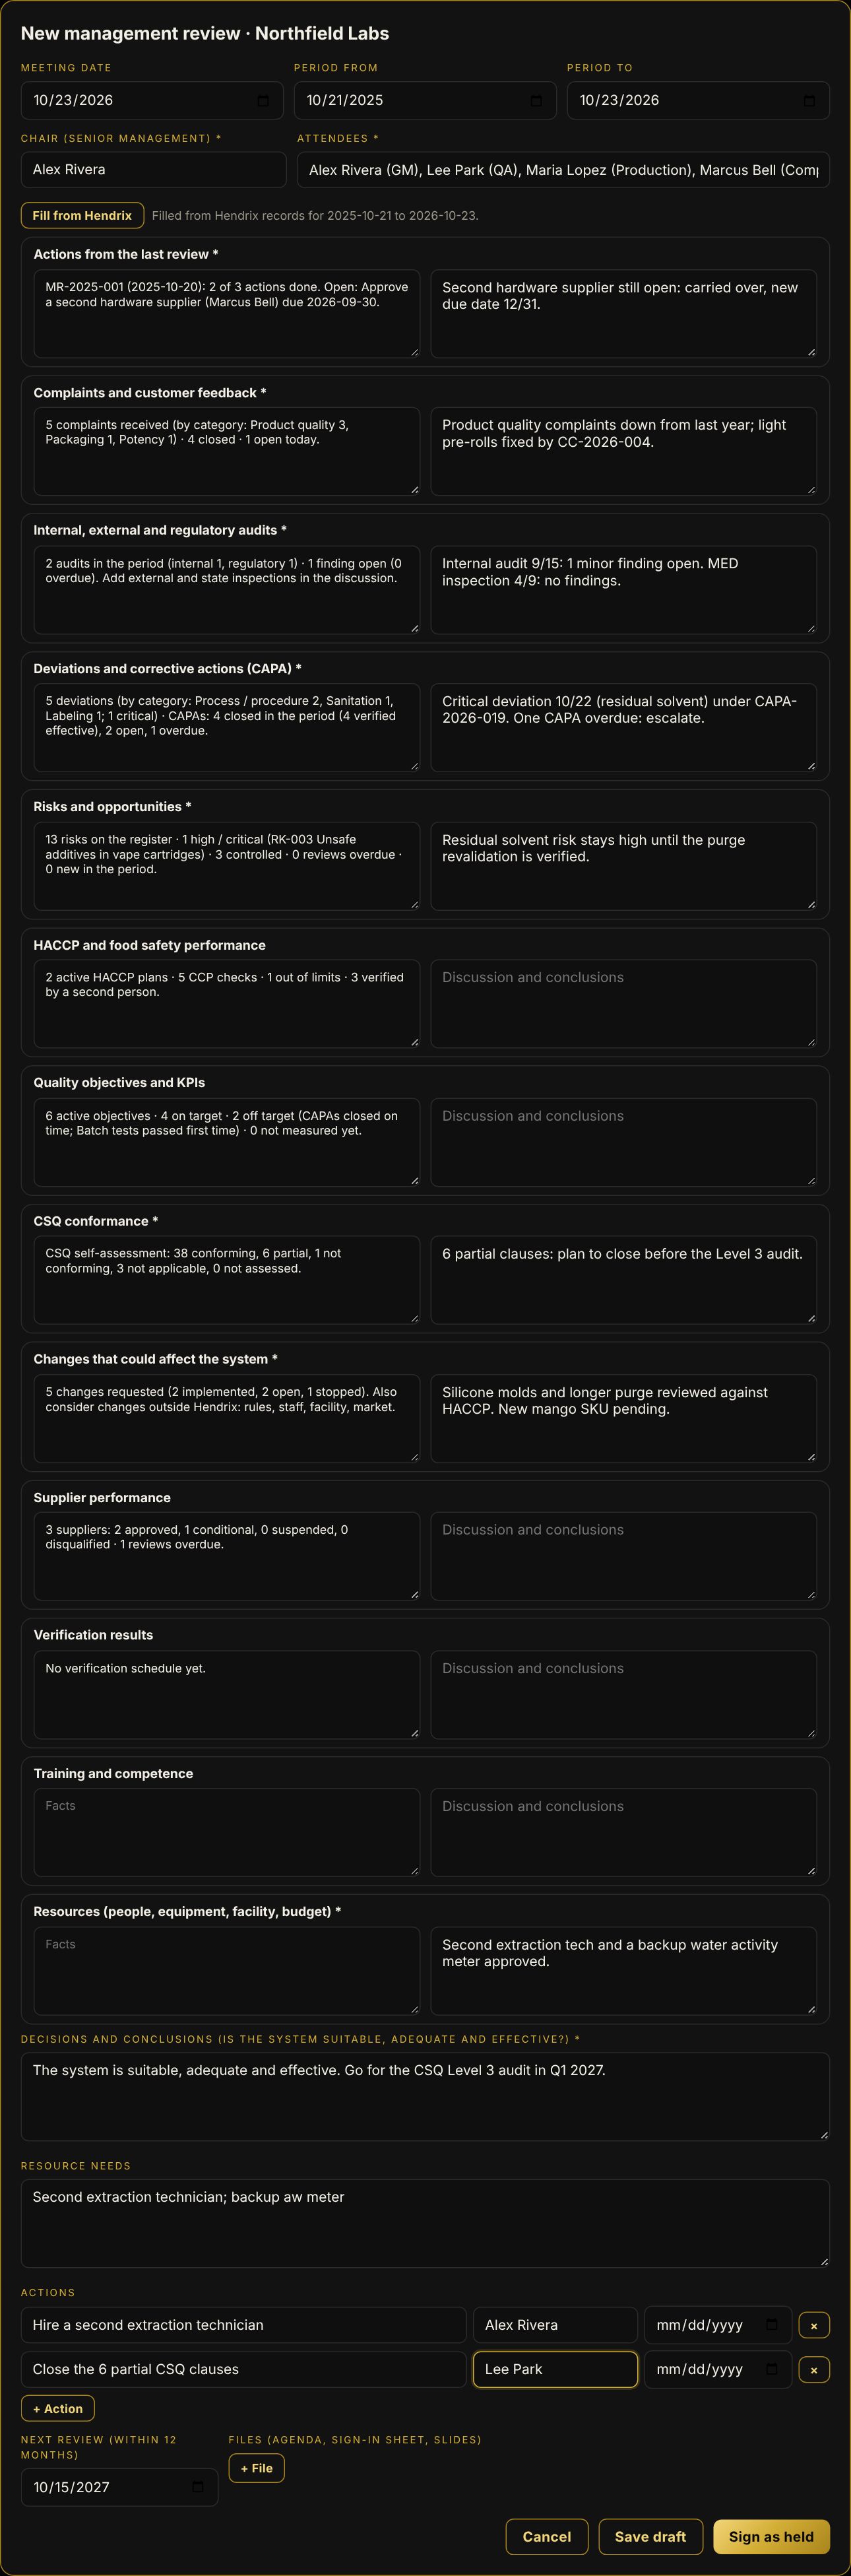 New management review · Northfield Labs
MEETING DATE
PERIOD FROM
PERIOD TO
10/23/2026
10/21/2025
10/23/2026
CHAIR (SENIOR MANAGEMENT) *
ATTENDEES *
Alex Rivera
Alex Rivera (GM), Lee Park (QA), Maria Lopez (Production), Marcus Bell (Comp
Fill from Hendrix
Filled from Hendrix records for 2025-10-21 to 2026-10-23.
Actions from the last review *
MR-2025-001 (2025-10-20): 2 of 3 actions done. Open: Approve
a second hardware supplier (Marcus Bell) due 2026-09-30.
Second hardware supplier still open: carried over, new
due date 12/31.
Complaints and customer feedback *
5 complaints received (by category: Product quality 3,
Packaging 1, Potency 1) · 4 closed · 1 open today.
Product quality complaints down from last year; light
pre-rolls fixed by CC-2026-004.
Internal, external and regulatory audits *
2 audits in the period (internal 1, regulatory 1) · 1 finding open (0
overdue). Add external and state inspections in the discussion.
Internal audit 9/15: 1 minor finding open. MED
inspection 4/9: no findings.
Deviations and corrective actions (CAPA) *
5 deviations (by category: Process / procedure 2, Sanitation 1,
Labeling 1; 1 critical) · CAPAs: 4 closed in the period (4 verified
effective), 2 open, 1 overdue.
Critical deviation 10/22 (residual solvent) under CAPA-
2026-019. One CAPA overdue: escalate.
Risks and opportunities *
13 risks on the register · 1 high / critical (RK-003 Unsafe
additives in vape cartridges) · 3 controlled · 0 reviews overdue ·
0 new in the period.
Residual solvent risk stays high until the purge
revalidation is verified.
HACCP and food safety performance
2 active HACCP plans · 5 CCP checks · 1 out of limits · 3 verified
by a second person.
Discussion and conclusions
Quality objectives and KPIs
6 active objectives · 4 on target · 2 off target (CAPAs closed on
time; Batch tests passed first time) · 0 not measured yet.
Discussion and conclusions
CSQ conformance *
CSQ self-assessment: 38 conforming, 6 partial, 1 not
conforming, 3 not applicable, 0 not assessed.
6 partial clauses: plan to close before the Level 3 audit.
Changes that could affect the system *
5 changes requested (2 implemented, 2 open, 1 stopped). Also
consider changes outside Hendrix: rules, staff, facility, market.
Silicone molds and longer purge reviewed against
HACCP. New mango SKU pending.
Supplier performance
3 suppliers: 2 approved, 1 conditional, 0 suspended, 0
disqualified · 1 reviews overdue.
Discussion and conclusions
Verification results
No verification schedule yet.
Discussion and conclusions
Training and competence
Facts
Discussion and conclusions
Resources (people, equipment, facility, budget) *
Facts
Second extraction tech and a backup water activity
meter approved.
DECISIONS AND CONCLUSIONS (IS THE SYSTEM SUITABLE, ADEQUATE AND EFFECTIVE?) *
The system is suitable, adequate and effective. Go for the CSQ Level 3 audit in Q1 2027.
RESOURCE NEEDS
Second extraction technician; backup aw meter
ACTIONS
Hire a second extraction technician
Alex Rivera
mm/dd/yyyy
×
Close the 6 partial CSQ clauses
Lee Park
mm/dd/yyyy
×
+ Action
NEXT REVIEW (WITHIN 12
MONTHS)
FILES (AGENDA, SIGN-IN SHEET, SLIDES)
10/15/2027
+ File
Cancel
Save draft
Sign as held